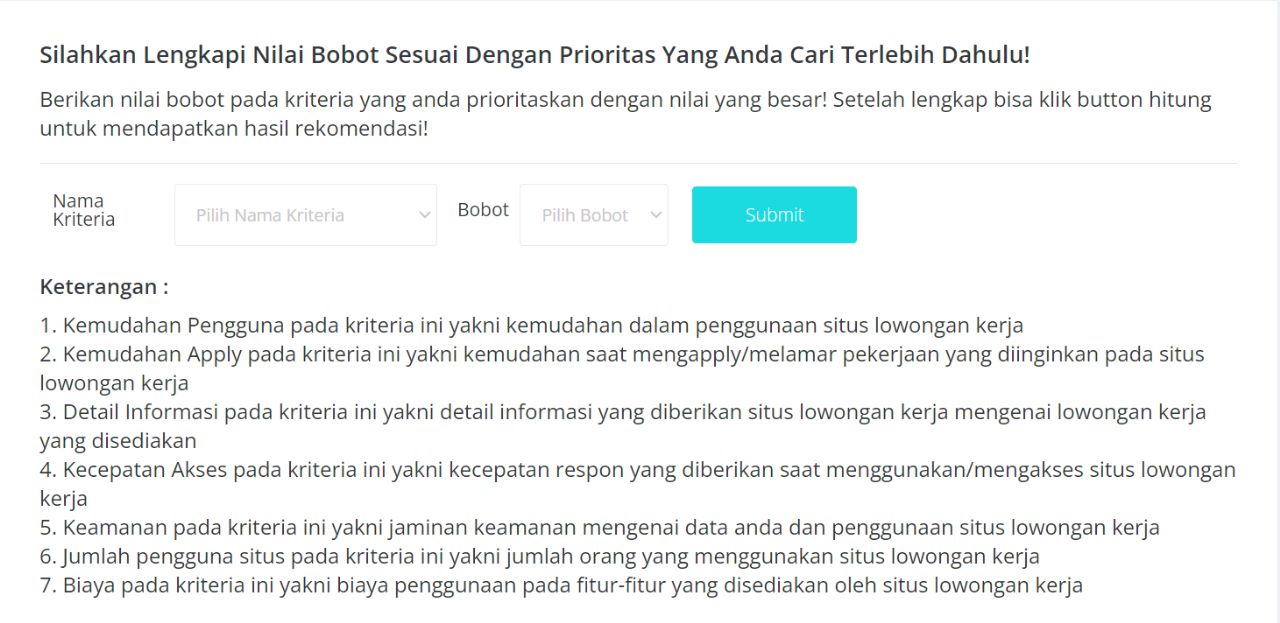 Silahkan Lengkapi Nilai Bobot Sesuai Dengan Prioritas Yang Anda Cari Terlebih Dahulu!
Berikan nilai bobot pada kriteria yang anda prioritaskan dengan nilai yang besar! Setelah lengkap bisa klik button hitung
untuk mendapatkan hasil rekomendasi!
Nama
Kriteria
Pilih Nama Kriteria
Bobot
Pilih Bobot
Submit
Keterangan :
1. Kemudahan Pengguna pada kriteria ini yakni kemudahan dalam penggunaan situs lowongan kerja
2. Kemudahan Apply pada kriteria ini yakni kemudahan saat mengapply/melamar pekerjaan yang diinginkan pada situs
lowongan kerja
3. Detail Informasi pada kriteria ini yakni detail informasi yang diberikan situs lowongan kerja mengenai lowongan kerja
yang disediakan
4. Kecepatan Akses pada kriteria ini yakni kecepatan respon yang diberikan saat menggunakan/mengakses situs lowongan
kerja
5. Keamanan pada kriteria ini yakni jaminan keamanan mengenai data anda dan penggunaan situs lowongan kerja
6. Jumlah pengguna situs pada kriteria ini yakni jumlah orang yang menggunakan situs lowongan kerja
7. Biaya pada kriteria ini yakni biaya penggunaan pada fitur-fitur yang disediakan oleh situs lowongan kerja